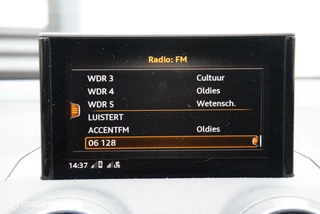 Radio: FM
WDR 3 Cultuur
WDR 4 Oldies
WDR 5 Wetensch.
LUISTERT
ACCENTFM Oldies
06 128
14:37